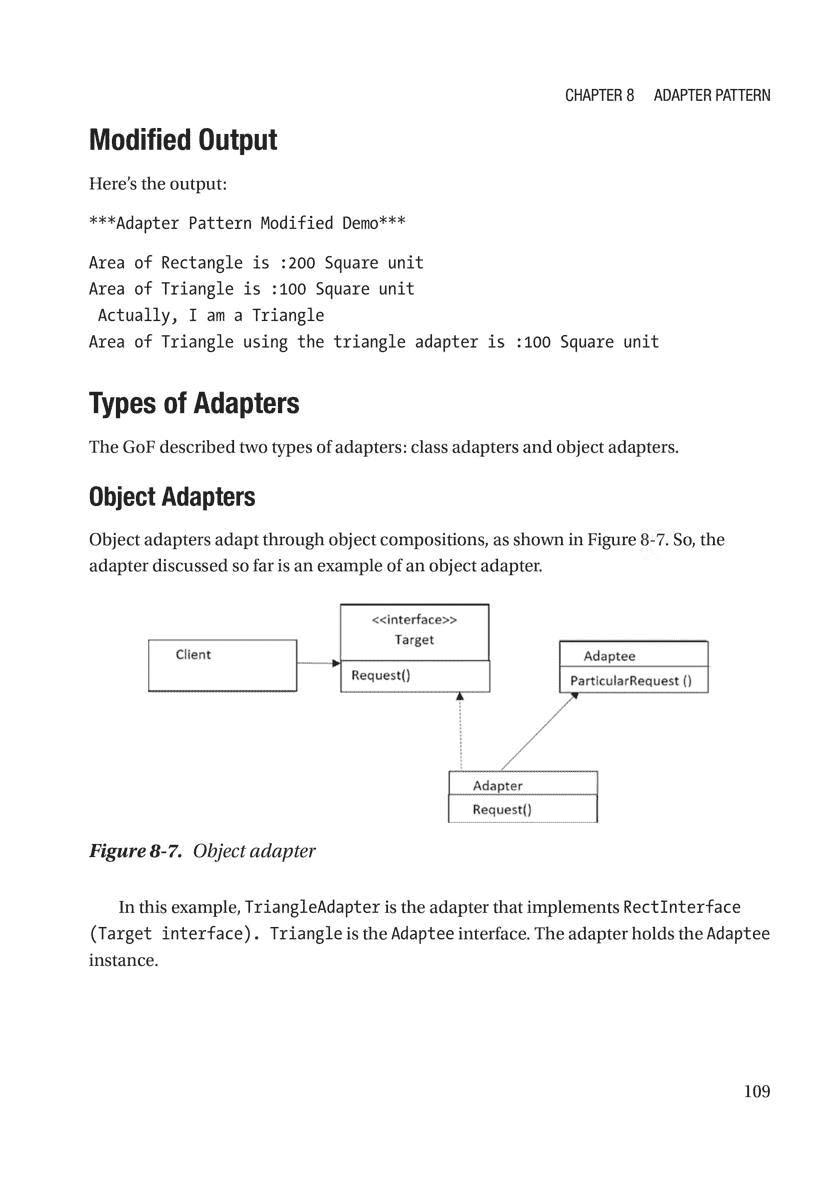 CHAPTER 8 ADAPTER PATTERN
Modified Output
Here’s the output:
***Adapter Pattern Modified Demo***
Area of Rectangle is :200 Square unit
Area of Triangle is :100 Square unit
Actually, I am a Triangle
Area of Triangle using the triangle adapter is :100 Square unit
Types of Adapters
The GoF described two types of adapters: class adapters and object adapters.
Object Adapters
Object adapters adapt through object compositions, as shown in Figure 8-7. So, the
adapter discussed so far is an example of an object adapter.
Client
<<interface>>
Target
Request()
Adaptee
ParticularRequest ()
Adapter
Request()
Figure 8-7. Object adapter
In this example, TriangleAdapter is the adapter that implements RectInterface
(Target interface). Triangle is the Adaptee interface. The adapter holds the Adaptee
instance.
109